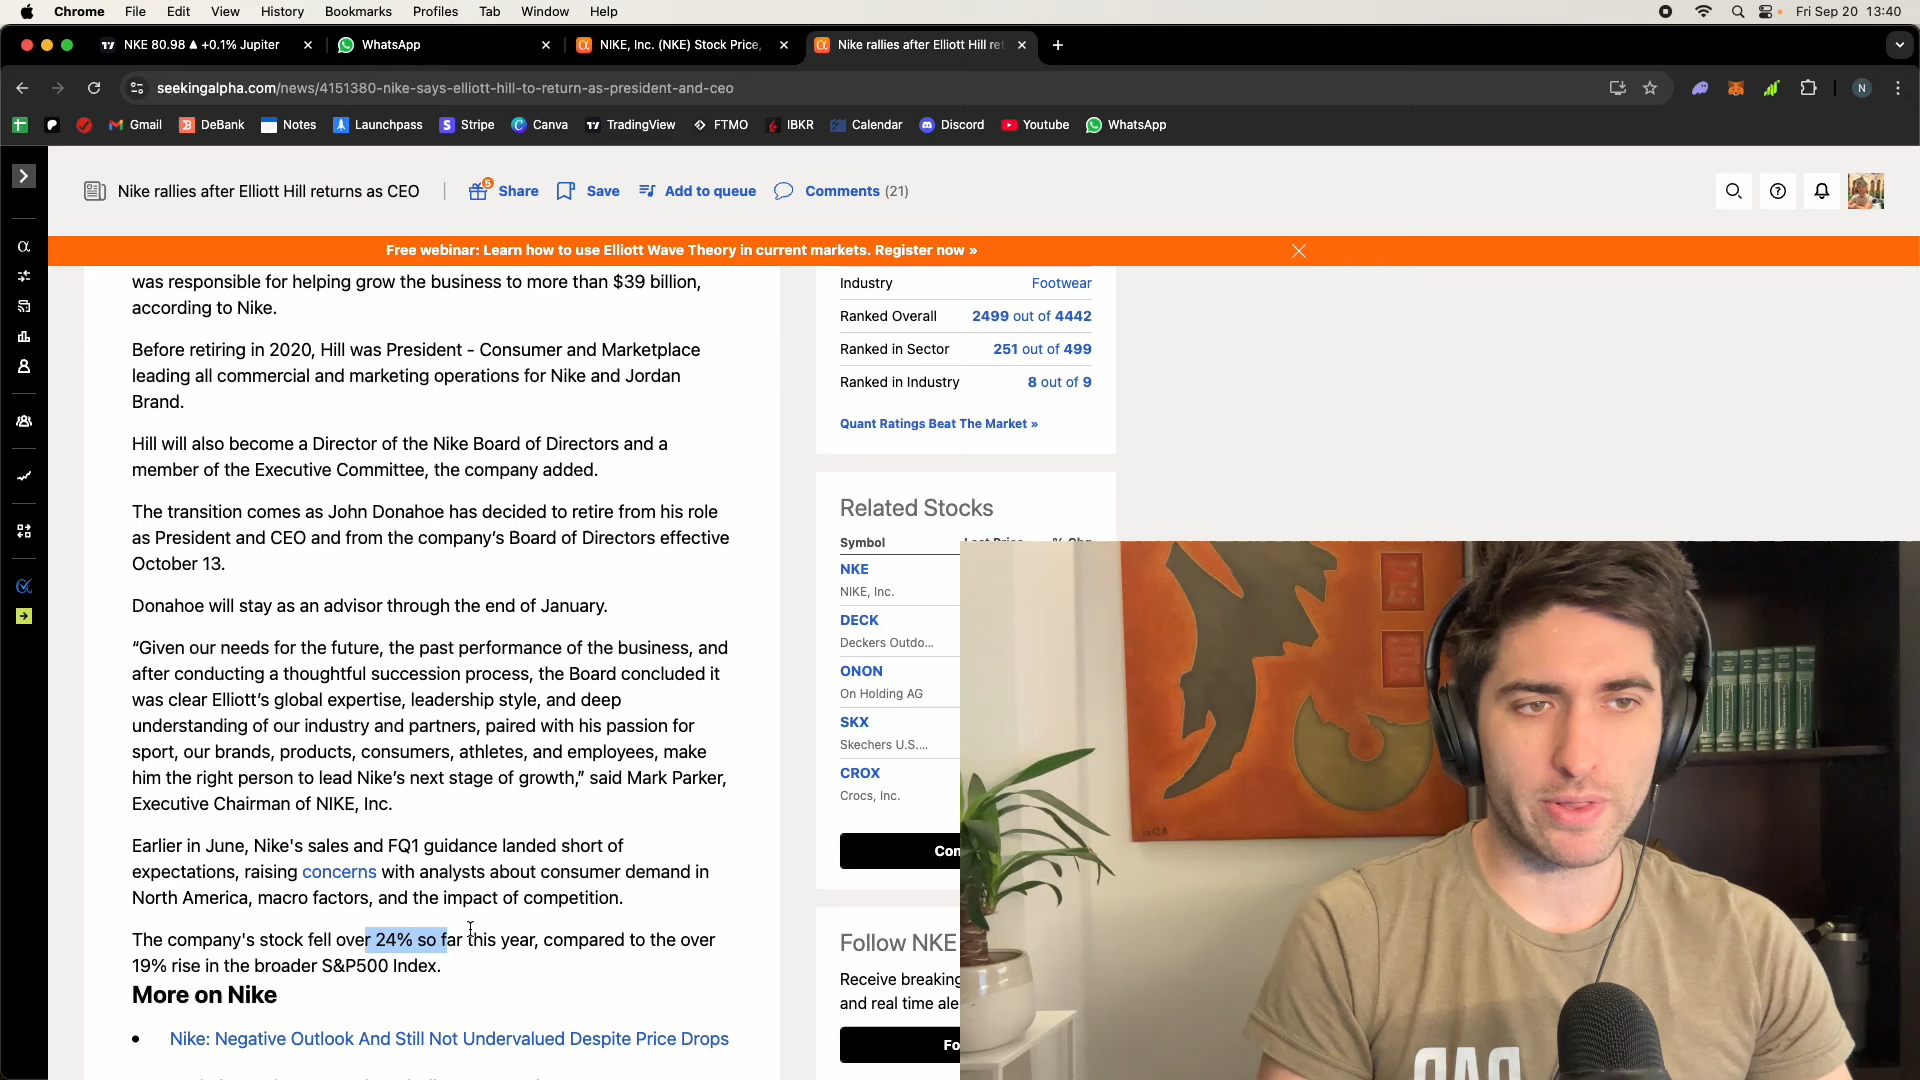 Chrome File Edit View History Bookmarks Profiles Tab Window Help Fri Sep 20 13:40
NKE 80.98 ▲ +0.1% Jupiter WhatsApp NIKE, Inc. (NKE) Stock Price, Nike rallies after Elliott Hill ret
seekingalpha.com/news/4151380-nike-says-elliott-hill-to-return-as-president-and-ceo N
Gmail DeBank Notes Launchpass Stripe Canva TradingView FTMO IBKR Calendar Discord Youtube WhatsApp
Nike rallies after Elliott Hill returns as CEO 5 Share Save Add to queue Comments (21)
Free webinar: Learn how to use Elliott Wave Theory in current markets. Register now »
was responsible for helping grow the business to more than $39 billion,
according to Nike.
Before retiring in 2020, Hill was President - Consumer and Marketplace
leading all commercial and marketing operations for Nike and Jordan
Brand.
Hill will also become a Director of the Nike Board of Directors and a
member of the Executive Committee, the company added.
The transition comes as John Donahoe has decided to retire from his role
as President and CEO and from the company's Board of Directors effective
October 13.
Donahoe will stay as an advisor through the end of January.
“Given our needs for the future, the past performance of the business, and
after conducting a thoughtful succession process, the Board concluded it
was clear Elliott’s global expertise, leadership style, and deep
understanding of our industry and partners, paired with his passion for
sport, our brands, products, consumers, athletes, and employees, make
him the right person to lead Nike’s next stage of growth,” said Mark Parker,
Executive Chairman of NIKE, Inc.
Earlier in June, Nike's sales and FQ1 guidance landed short of
expectations, raising concerns with analysts about consumer demand in
North America, macro factors, and the impact of competition.
The company's stock fell over 24% so far this year, compared to the over
19% rise in the broader S&P500 Index.
More on Nike
• Nike: Negative Outlook And Still Not Undervalued Despite Price Drops
Industry Footwear
Ranked Overall 2499 out of 4442
Ranked in Sector 251 out of 499
Ranked in Industry 8 out of 9
Quant Ratings Beat The Market »
Related Stocks
Symbol Last Price % Chg
NKE
NIKE, Inc.
DECK
Deckers Outdo...
ONON
On Holding AG
SKX
Skechers U.S....
CROX
Crocs, Inc.
Con
Follow NKE
Receive breaking
and real time ale
Fo